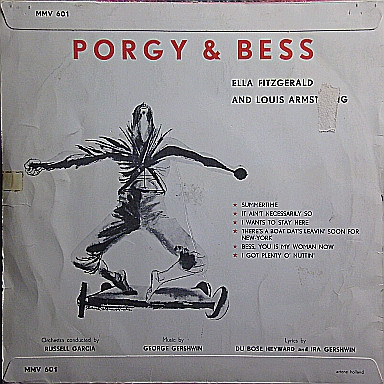 MMV 601
PORGY & BESS
ELLA FITZGERALD
AND LOUIS
★ SUMMERTIME
★ IT AIN'T NECESSARILY SO
★ I WANTS TO STAY HERE
★ THERE'S A BOAT DAT'S LEAVIN' SOON FOR
NEW-YORK
★ BESS, YOU IS MY WOMAN NOW
★ I GOT PLENTY O' NUTTIN'
Orchestra conducted by
RUSSELL GARCIA
Music by
GEORGE GERSHWIN
Lyrics by
DU BOSE HEYWARD and IRA GERSHWIN
MMV 601
artone holland